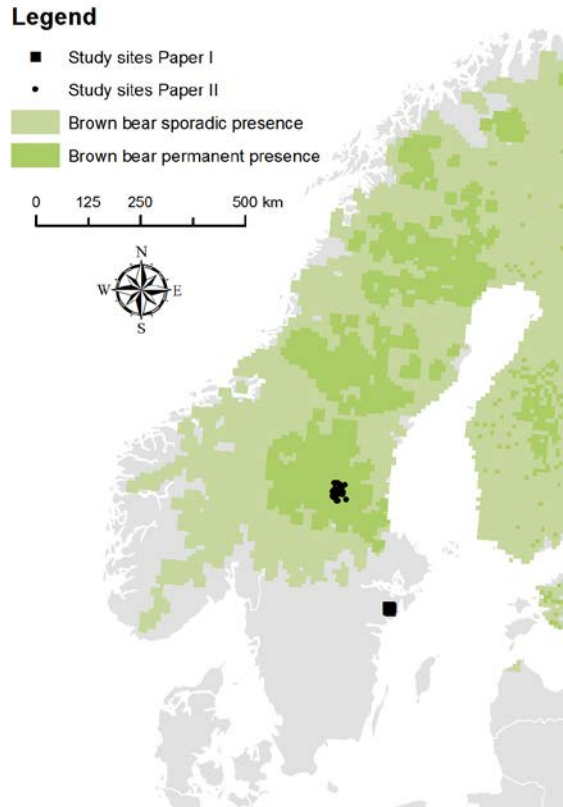 Legend
Study sites Paper I
Study sites Paper II
Brown bear sporadic presence
Brown bear permanent presence
0 125 250 500 km
N
W E
S